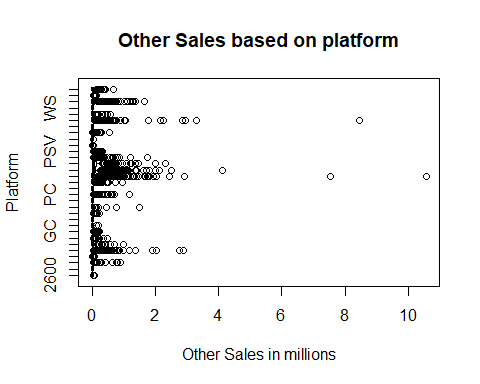 Other Sales based on platform
Platform
WS
PSV
PC
GC
2600
0 2 4 6 8 10
Other Sales in millions